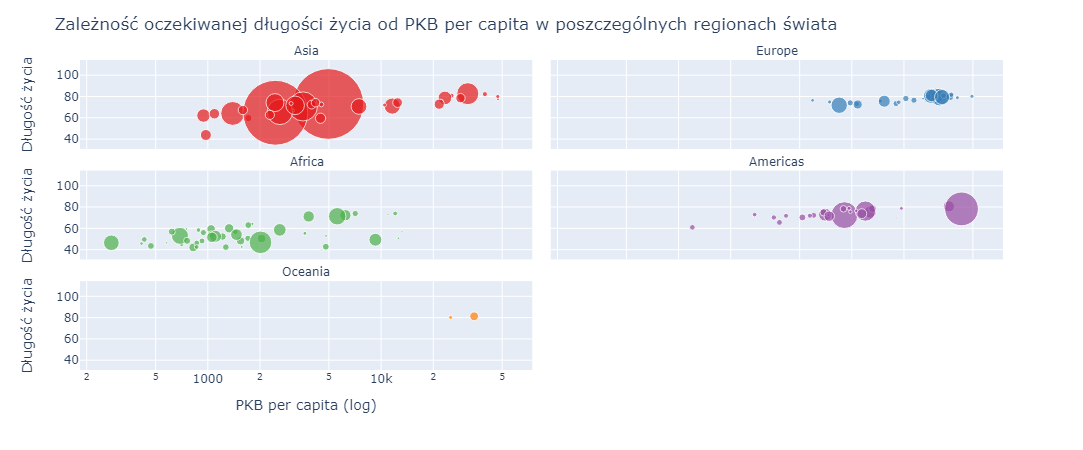 Zależność oczekiwanej długości życia od PKB per capita w poszczególnych regionach świata
Asia
Europe
Długość życia
100
80
60
40
Africa
Americas
Długość życia
100
80
60
40
Oceania
Długość życia
100
80
60
40
2 5 1000 2 5 10k 2 5
PKB per capita (log)